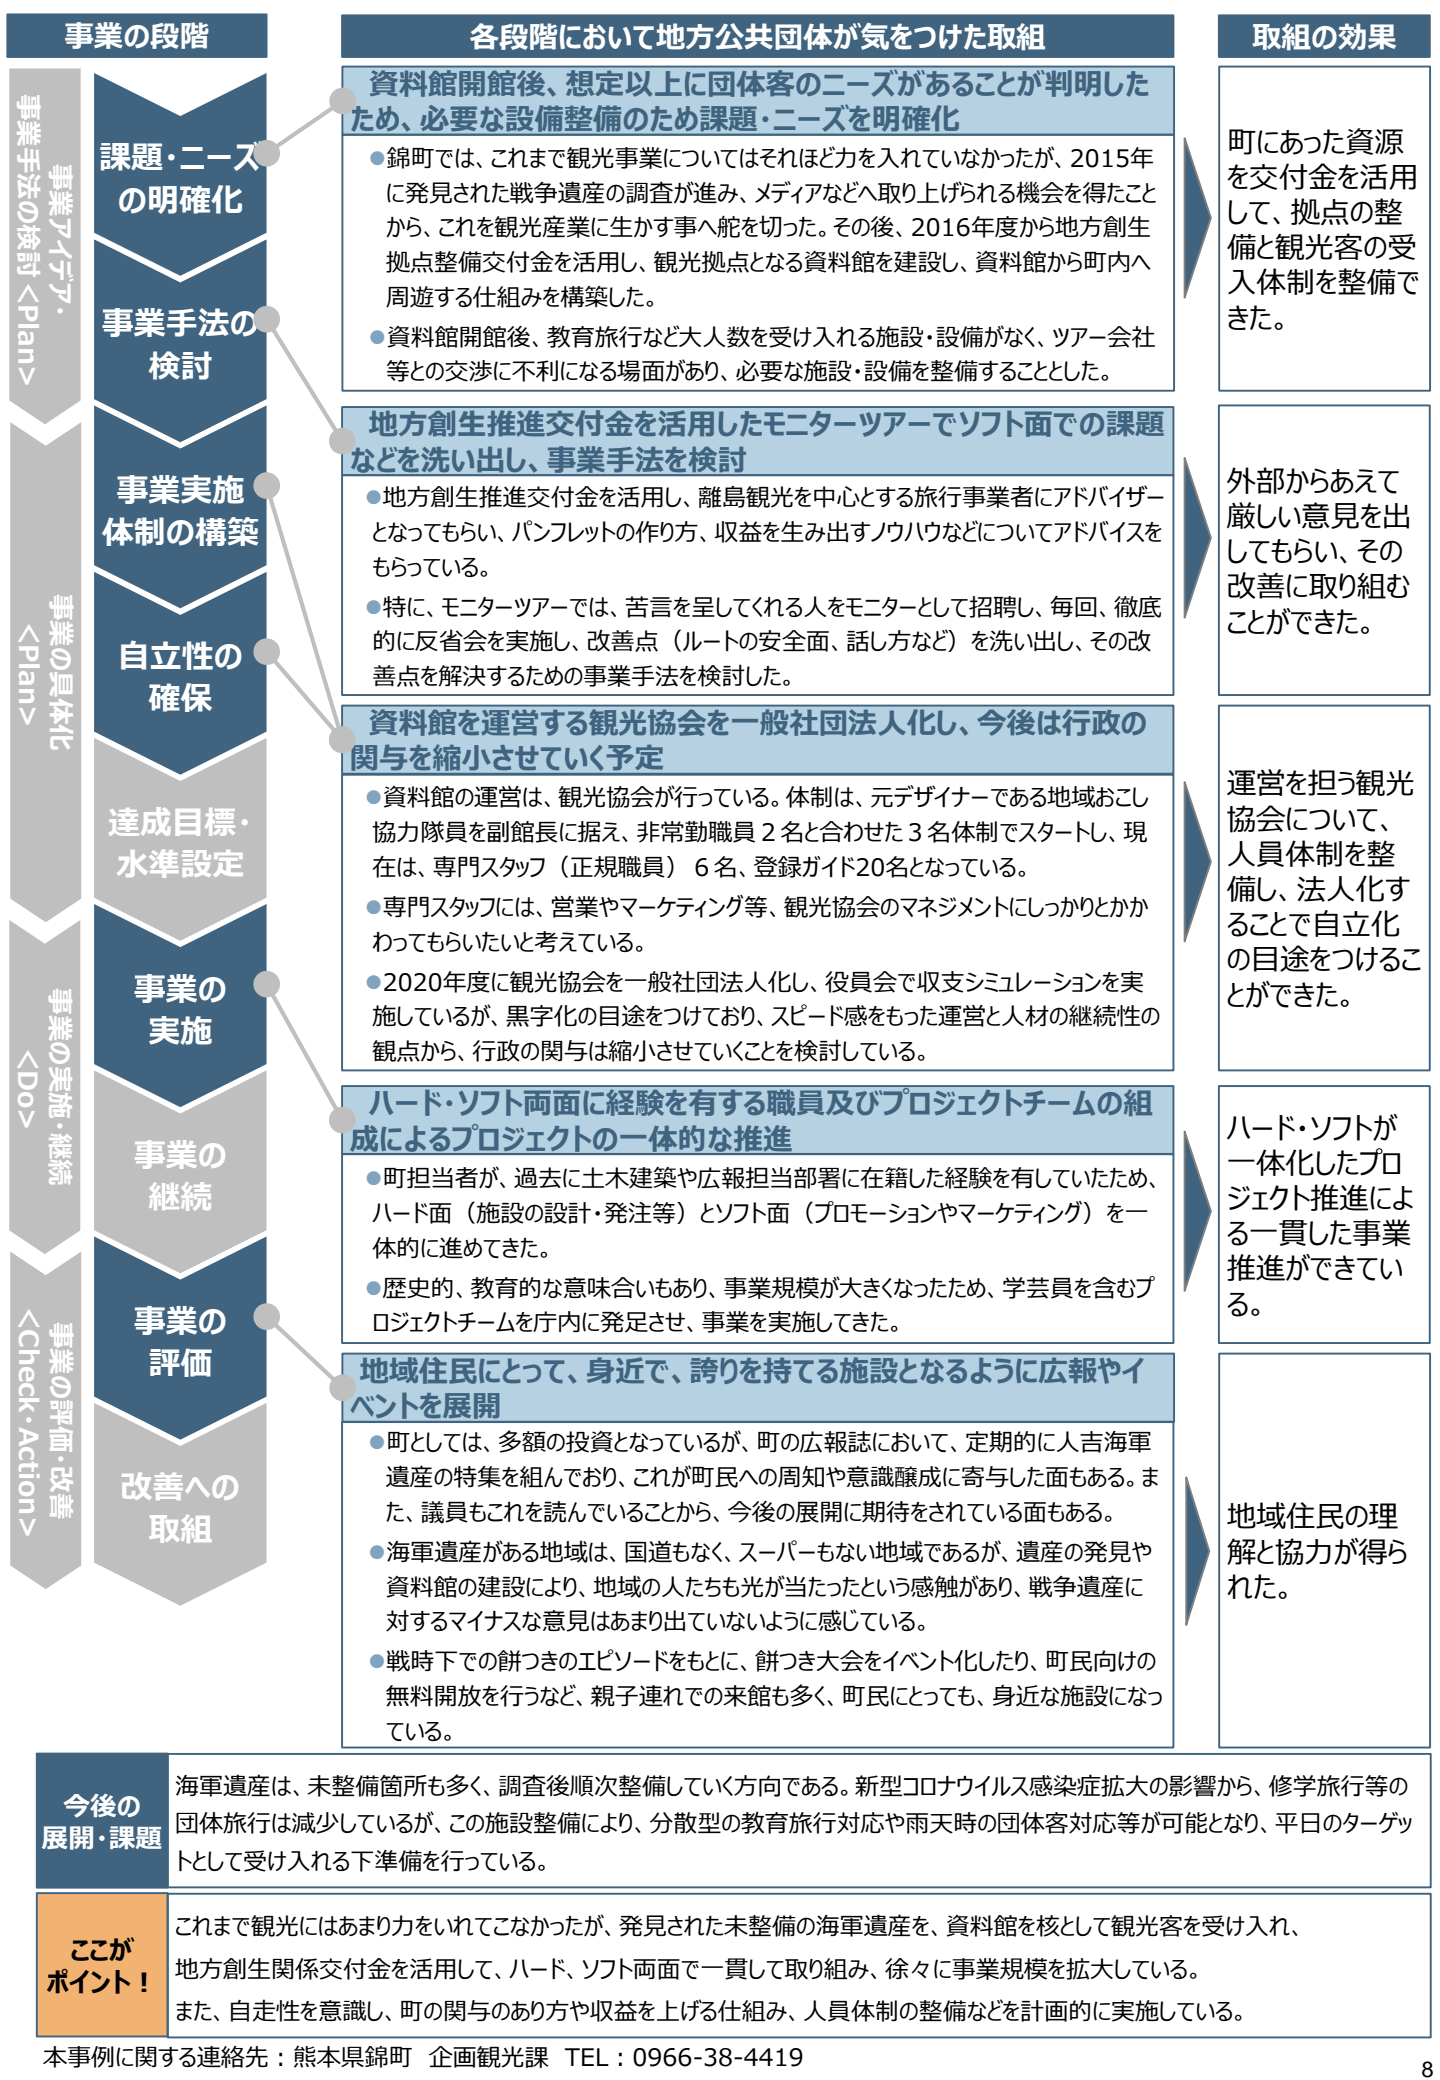 事業の段階
各段階において地方公共団体が気をつけた取組
取組の効果
事業アイデア・
事業手法の検討 <Plan>
事業の具体化
<Plan>
事業の実施・継続
<Do>
事業の評価・改善
<Check・Action>
課題・ニーズ
の明確化
事業手法の
検討
事業実施
体制の構築
自立性の
確保
達成目標・
水準設定
事業の
実施
事業の
継続
事業の
評価
改善への
取組
資料館開館後、想定以上に団体客のニーズがあることが判明した
ため、必要な設備整備のため課題・ニーズを明確化
●錦町では、これまで観光事業についてはそれほど力を入れていなかったが、2015年
に発見された戦争遺産の調査が進み、メディアなどへ取り上げられる機会を得たこと
から、これを観光産業に生かす事へ舵を切った。その後、2016年度から地方創生
拠点整備交付金を活用し、観光拠点となる資料館を建設し、資料館から町内へ
周遊する仕組みを構築した。
●資料館開館後、教育旅行など大人数を受け入れる施設・設備がなく、ツアー会社
等との交渉に不利になる場面があり、必要な施設・設備を整備することとした。
町にあった資源
を交付金を活用
して、拠点の整
備と観光客の受
入体制を整備で
きた。
地方創生推進交付金を活用したモニターツアーでソフト面での課題
などを洗い出し、事業手法を検討
●地方創生推進交付金を活用し、離島観光を中心とする旅行事業者にアドバイザー
となってもらい、パンフレットの作り方、収益を生み出すノウハウなどについてアドバイスを
もらっている。
●特に、モニターツアーでは、苦言を呈してくれる人をモニターとして招聘し、毎回、徹底
的に反省会を実施し、改善点（ルートの安全面、話し方など）を洗い出し、その改
善点を解決するための事業手法を検討した。
外部からあえて
厳しい意見を出
してもらい、その
改善に取り組む
ことができた。
資料館を運営する観光協会を一般社団法人化し、今後は行政の
関与を縮小させていく予定
●資料館の運営は、観光協会が行っている。体制は、元デザイナーである地域おこし
協力隊員を副館長に据え、非常勤職員２名と合わせた３名体制でスタートし、現
在は、専門スタッフ（正規職員）６名、登録ガイド20名となっている。
●専門スタッフには、営業やマーケティング等、観光協会のマネジメントにしっかりとかか
わってもらいたいと考えている。
●2020年度に観光協会を一般社団法人化し、役員会で収支シミュレーションを実
施しているが、黒字化の目途をつけており、スピード感をもった運営と人材の継続性の
観点から、行政の関与は縮小させていくことを検討している。
運営を担う観光
協会について、
人員体制を整
備し、法人化す
ることで自立化
の目途をつけるこ
とができた。
ハード・ソフト両面に経験を有する職員及びプロジェクトチームの組
成によるプロジェクトの一体的な推進
●町担当者が、過去に土木建築や広報担当部署に在籍した経験を有していたため、
ハード面（施設の設計・発注等）とソフト面（プロモーションやマーケティング）を一
体的に進めてきた。
●歴史的、教育的な意味合いもあり、事業規模が大きくなったため、学芸員を含むプ
ロジェクトチームを庁内に発足させ、事業を実施してきた。
ハード・ソフトが
一体化したプロ
ジェクト推進によ
る一貫した事業
推進ができてい
る。
地域住民にとって、身近で、誇りを持てる施設となるように広報やイ
ベントを展開
●町としては、多額の投資となっているが、町の広報誌において、定期的に人吉海軍
遺産の特集を組んでおり、これが町民への周知や意識醸成に寄与した面もある。ま
た、議員もこれを読んでいることから、今後の展開に期待をされている面もある。
●海軍遺産がある地域は、国道もなく、スーパーもない地域であるが、遺産の発見や
資料館の建設により、地域の人たちも光が当たったという感触があり、戦争遺産に
対するマイナスな意見はあまり出ていないように感じている。
●戦時下での餅つきのエピソードをもとに、餅つき大会をイベント化したり、町民向けの
無料開放を行うなど、親子連れでの来館も多く、町民にとっても、身近な施設になっ
ている。
地域住民の理
解と協力が得ら
れた。
今後の
展開・課題
海軍遺産は、未整備箇所も多く、調査後順次整備していく方向である。新型コロナウイルス感染症拡大の影響から、修学旅行等の
団体旅行は減少しているが、この施設整備により、分散型の教育旅行対応や雨天時の団体客対応等が可能となり、平日のターゲッ
トとして受け入れる下準備を行っている。
ここが
ポイント！
これまで観光にはあまり力をいれてこなかったが、発見された未整備の海軍遺産を、資料館を核として観光客を受け入れ、
地方創生関係交付金を活用して、ハード、ソフト両面で一貫して取り組み、徐々に事業規模を拡大している。
また、自走性を意識し、町の関与のあり方や収益を上げる仕組み、人員体制の整備などを計画的に実施している。
本事例に関する連絡先：熊本県錦町 企画観光課 TEL：0966-38-4419
8